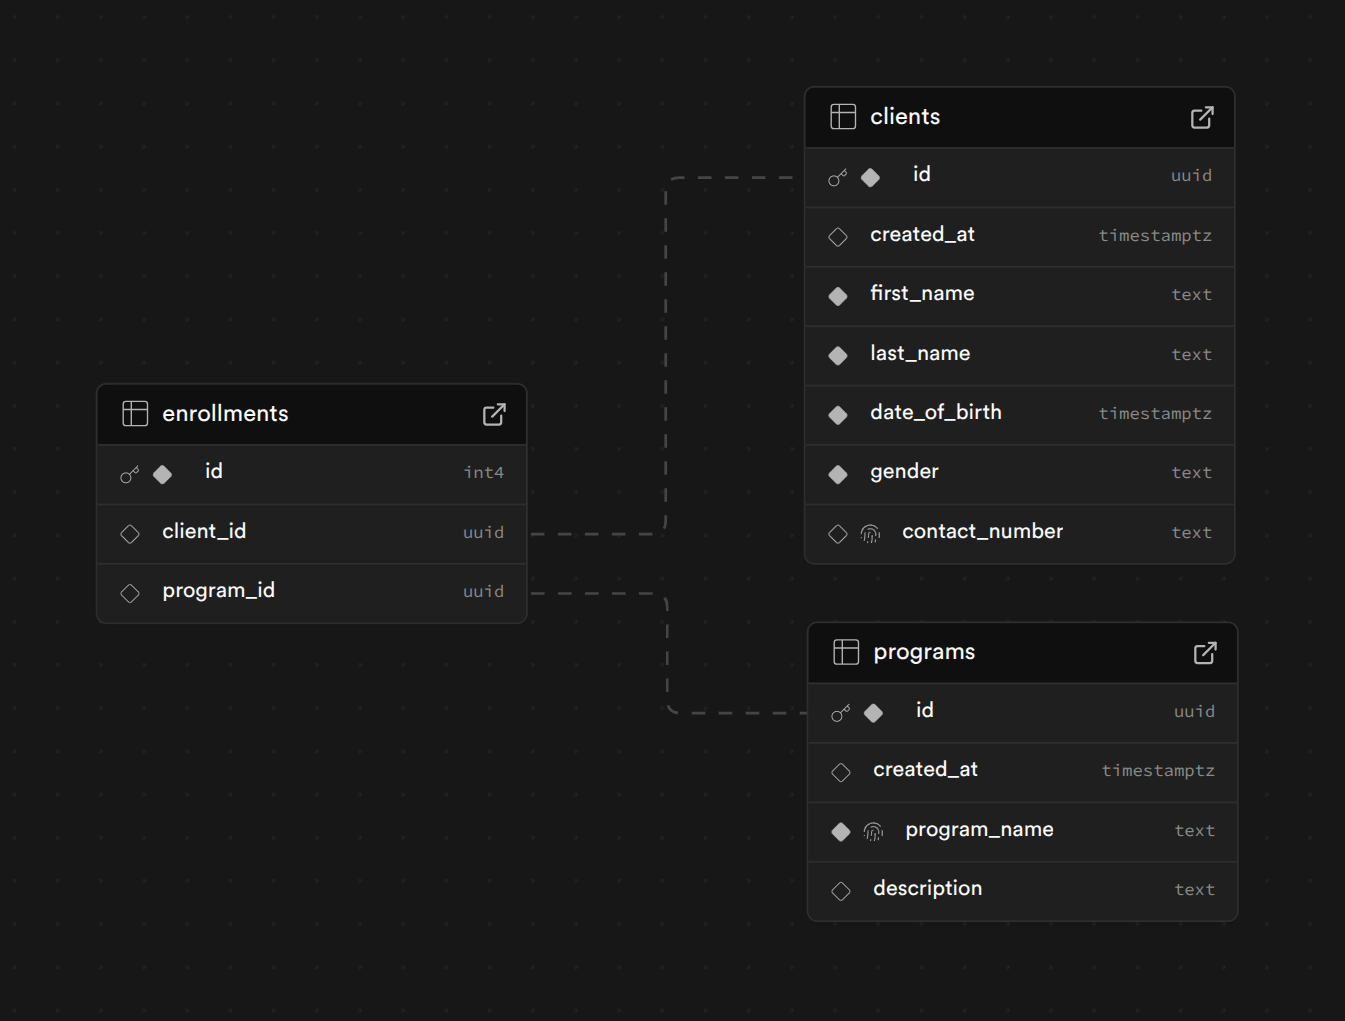 clients
id uuid
created_at timestamptz
first_name text
last_name text
date_of_birth timestamptz
gender text
contact_number text
enrollments
id int4
client_id uuid
program_id uuid
programs
id uuid
created_at timestamptz
program_name text
description text